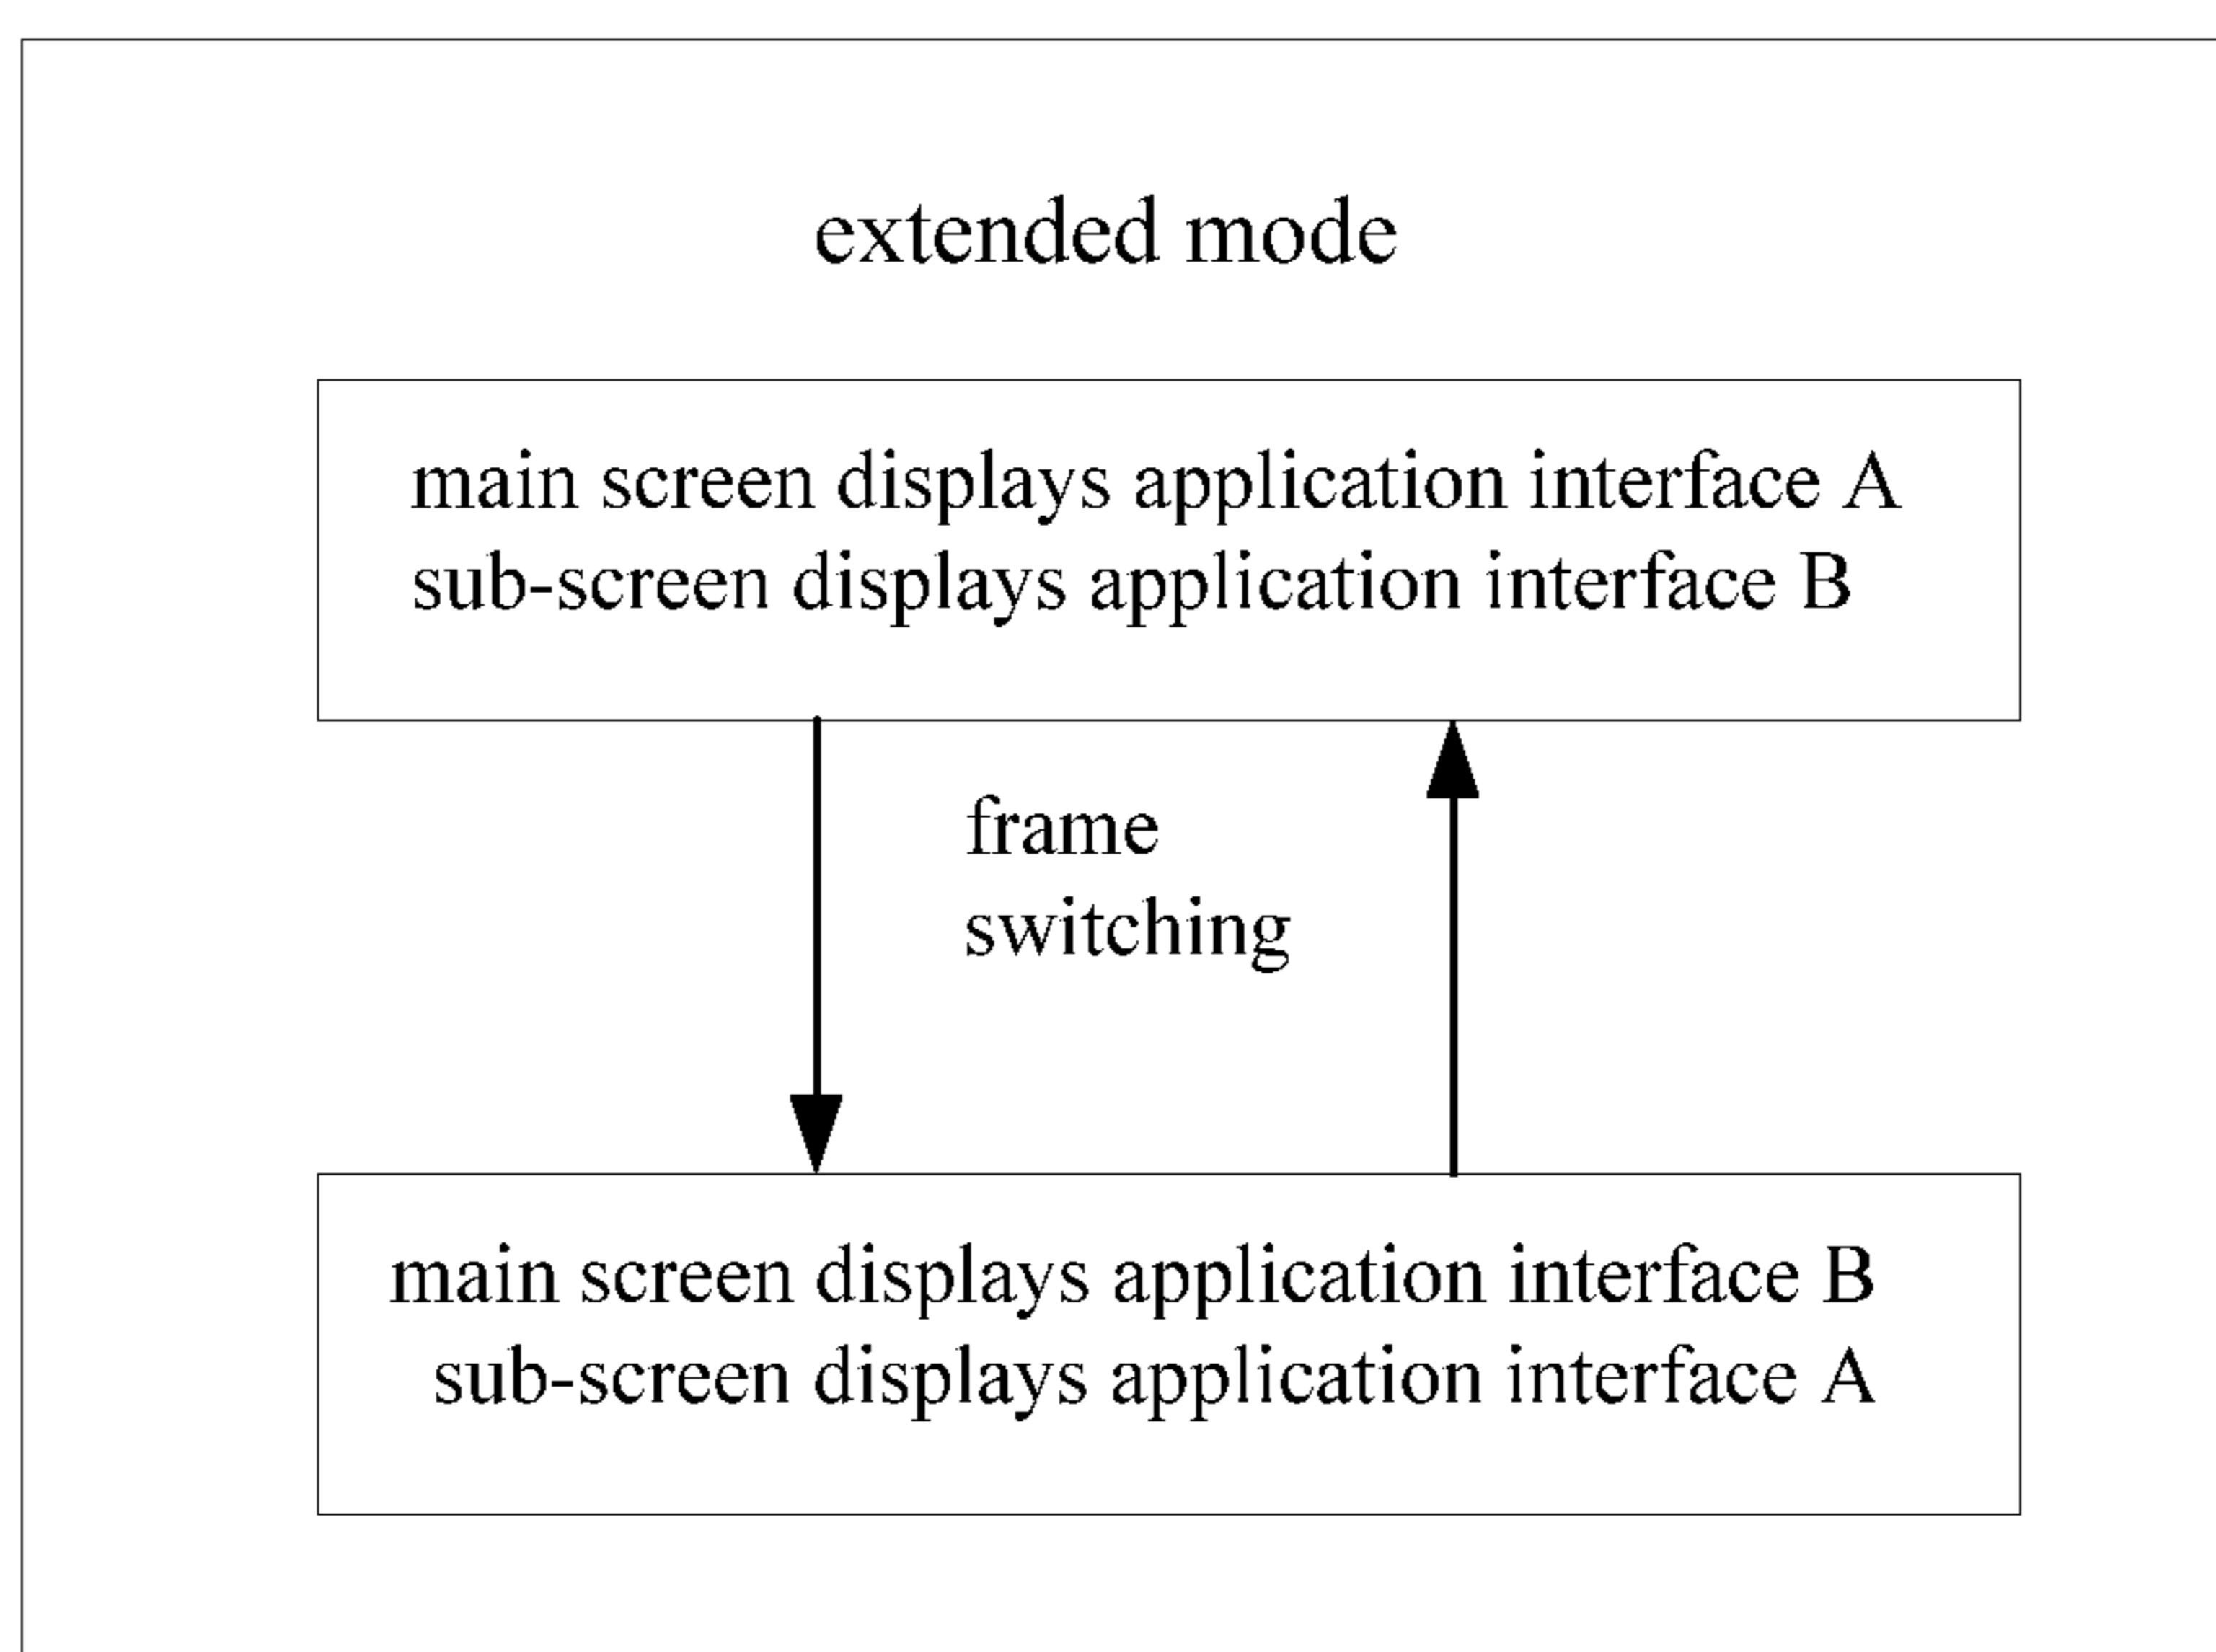 extended mode
main screen displays application interface A
sub-screen displays application interface B
frame
switching
main screen displays application interface B
sub-screen displays application interface A